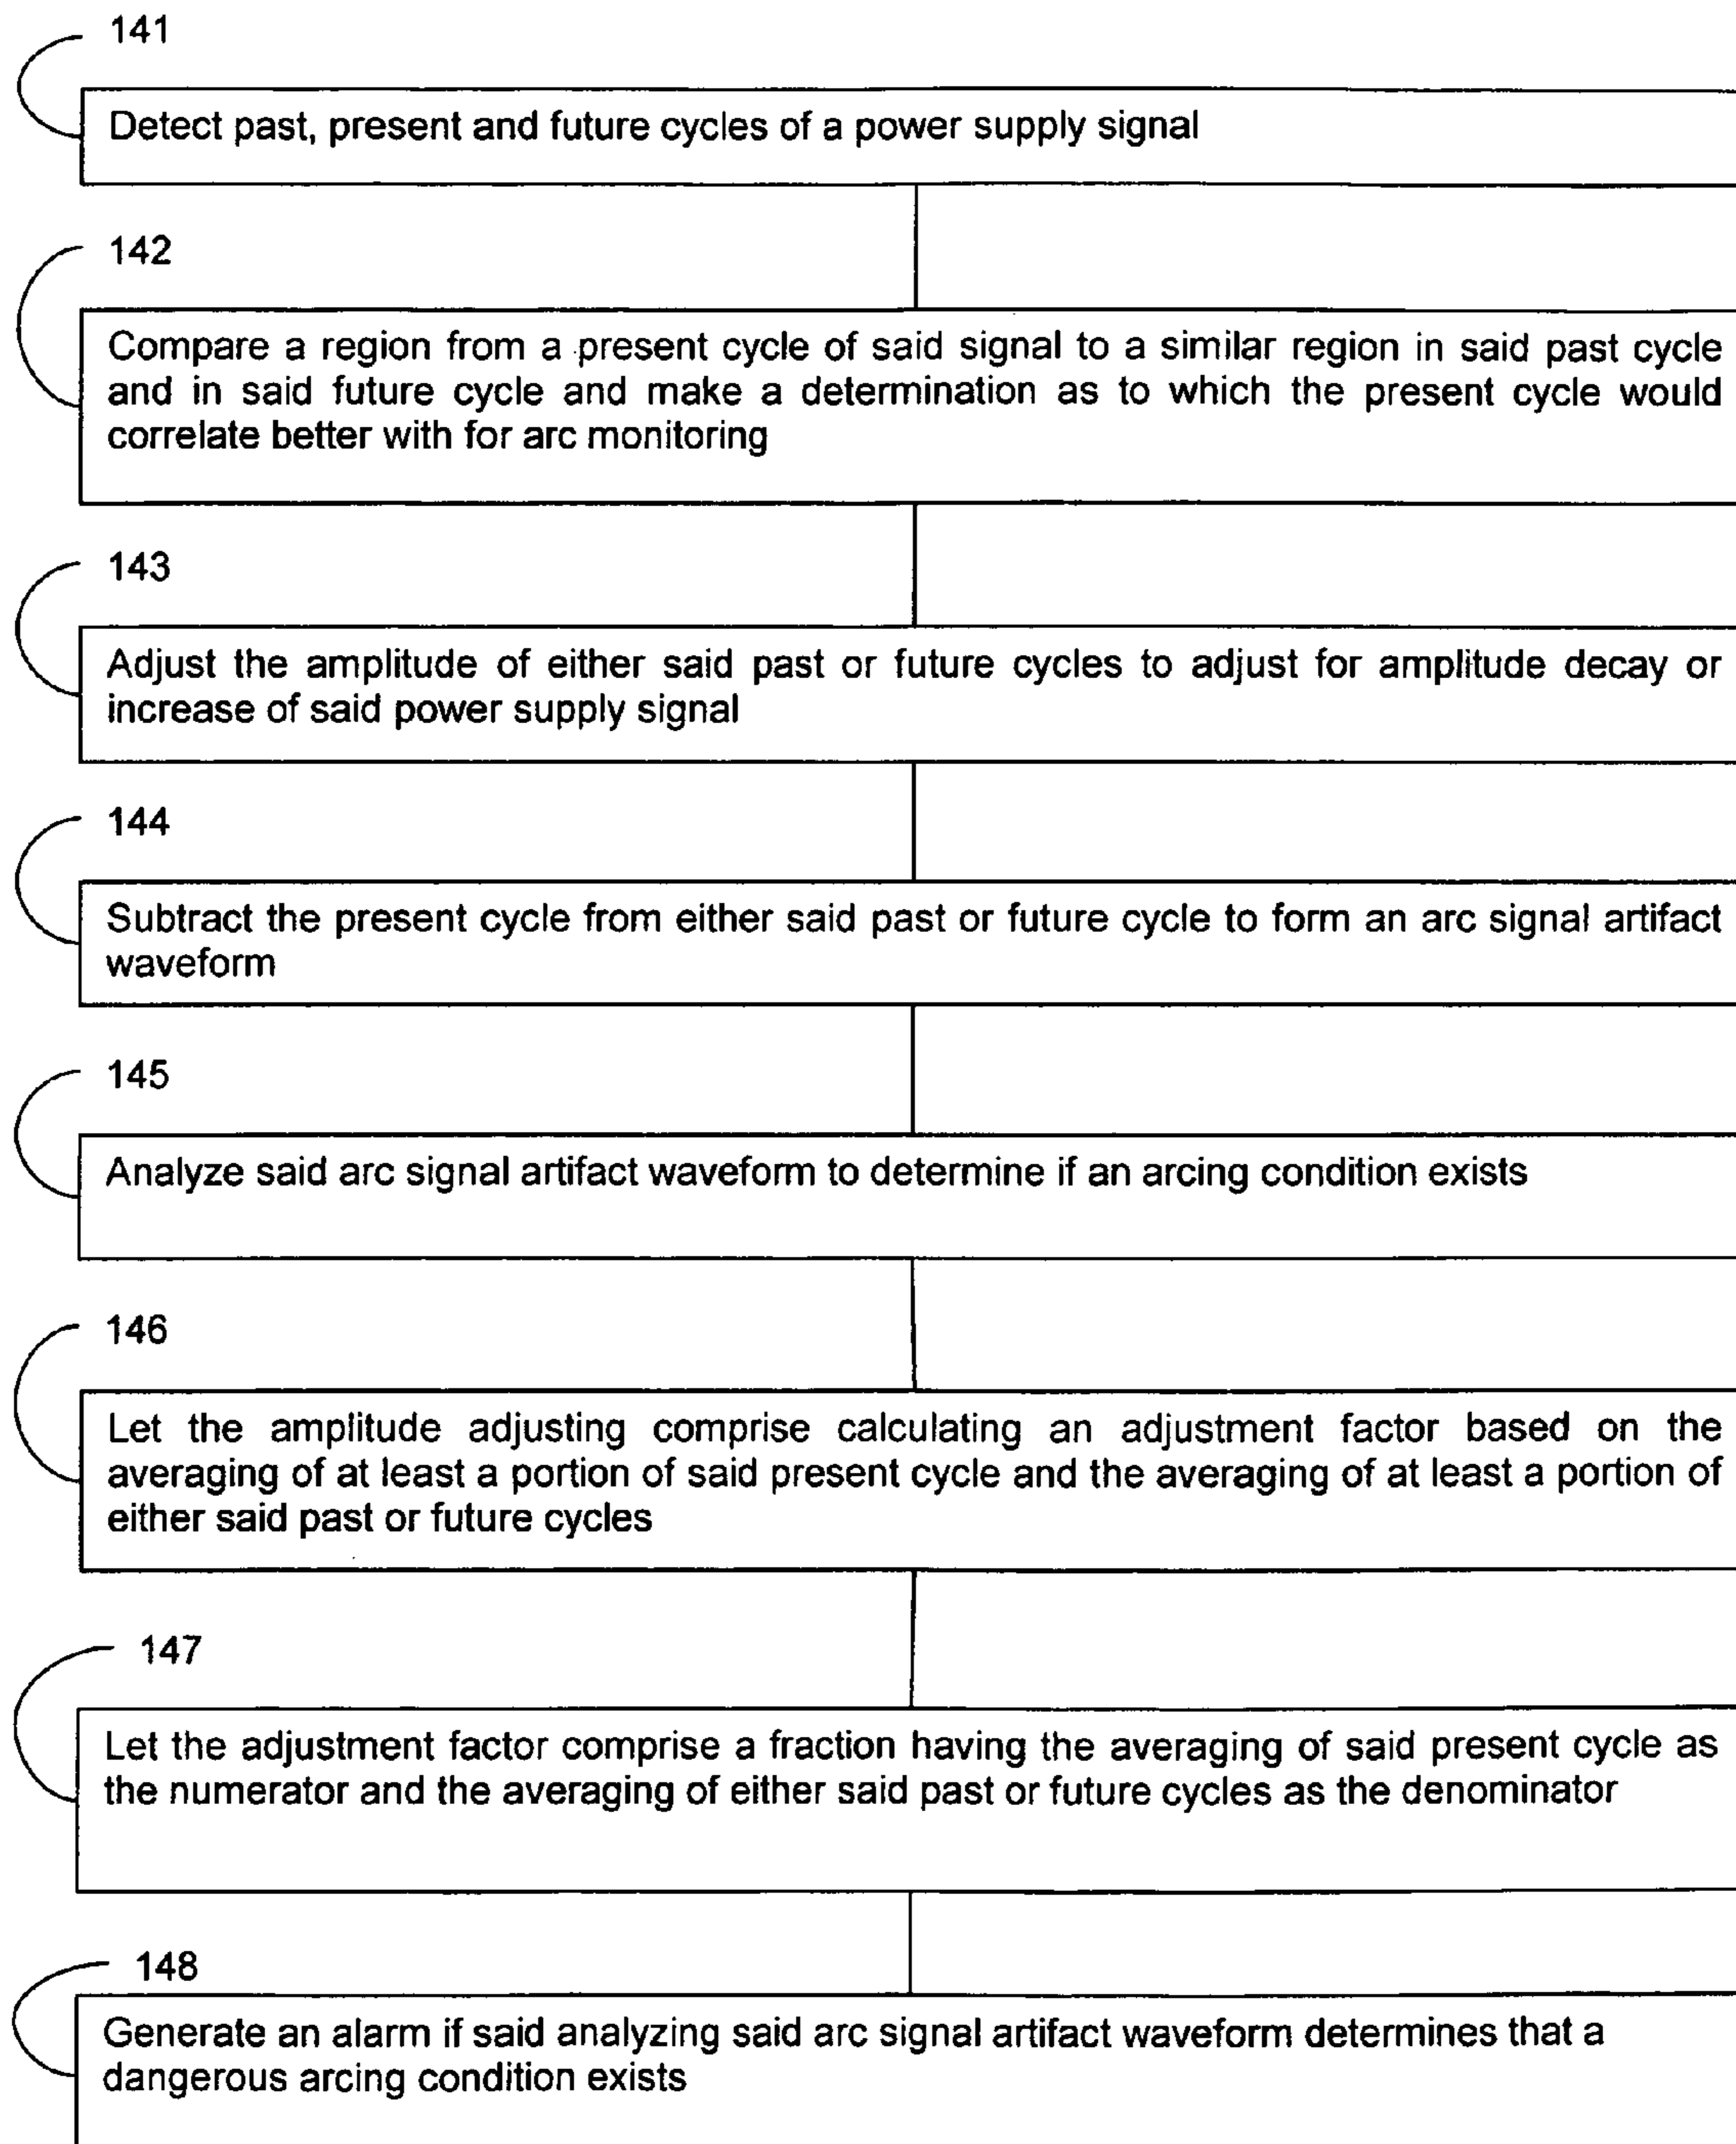 141
Detect past, present and future cycles of a power supply signal
142
Compare a region from a present cycle of said signal to a similar region in said past cycle
and in said future cycle and make a determination as to which the present cycle would
correlate better with for arc monitoring
143
Adjust the amplitude of either said past or future cycles to adjust for amplitude decay or
increase of said power supply signal
144
Subtract the present cycle from either said past or future cycle to form an arc signal artifact
waveform
145
Analyze said arc signal artifact waveform to determine if an arcing condition exists
146
Let the amplitude adjusting comprise calculating an adjustment factor based on the
averaging of at least a portion of said present cycle and the averaging of at least a portion of
either said past or future cycles
147
Let the adjustment factor comprise a fraction having the averaging of said present cycle as
the numerator and the averaging of either said past or future cycles as the denominator
148
Generate an alarm if said analyzing said arc signal artifact waveform determines that a
dangerous arcing condition exists